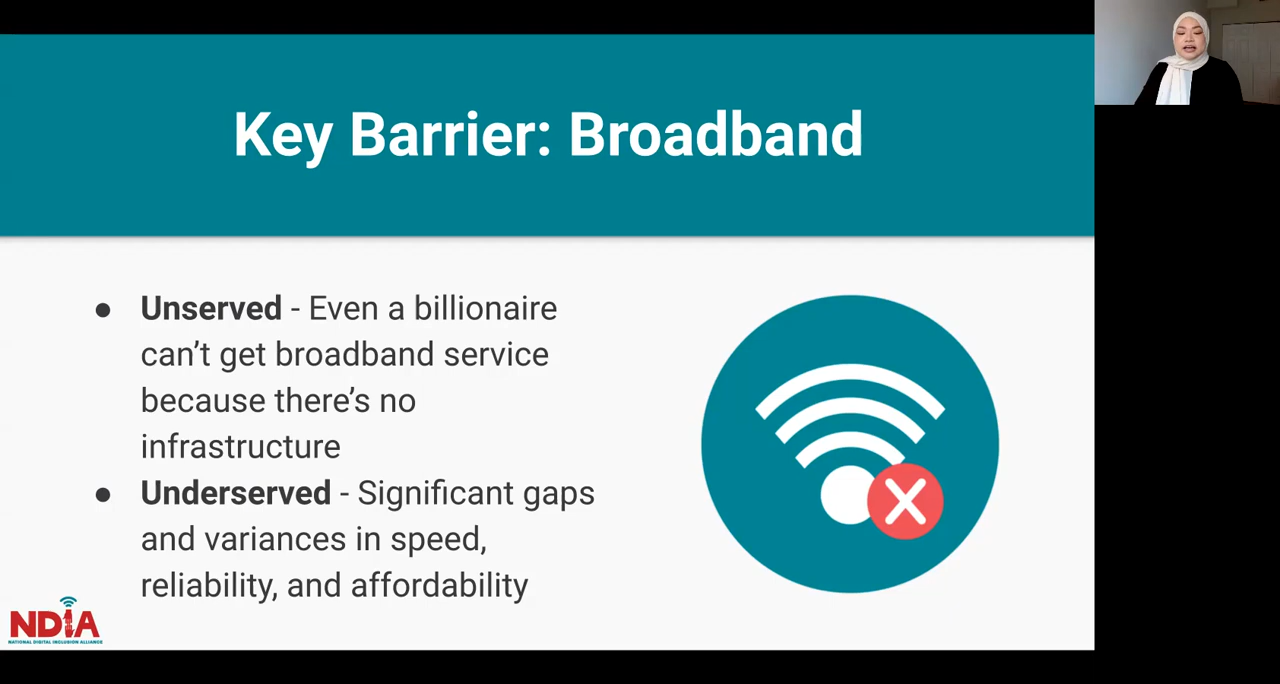 Key Barrier: Broadband
● Unserved - Even a billionaire
can’t get broadband service
because there’s no
infrastructure
● Underserved - Significant gaps
and variances in speed,
reliability, and affordability
NDIA
NATIONAL DIGITAL INCLUSION ALLIANCE